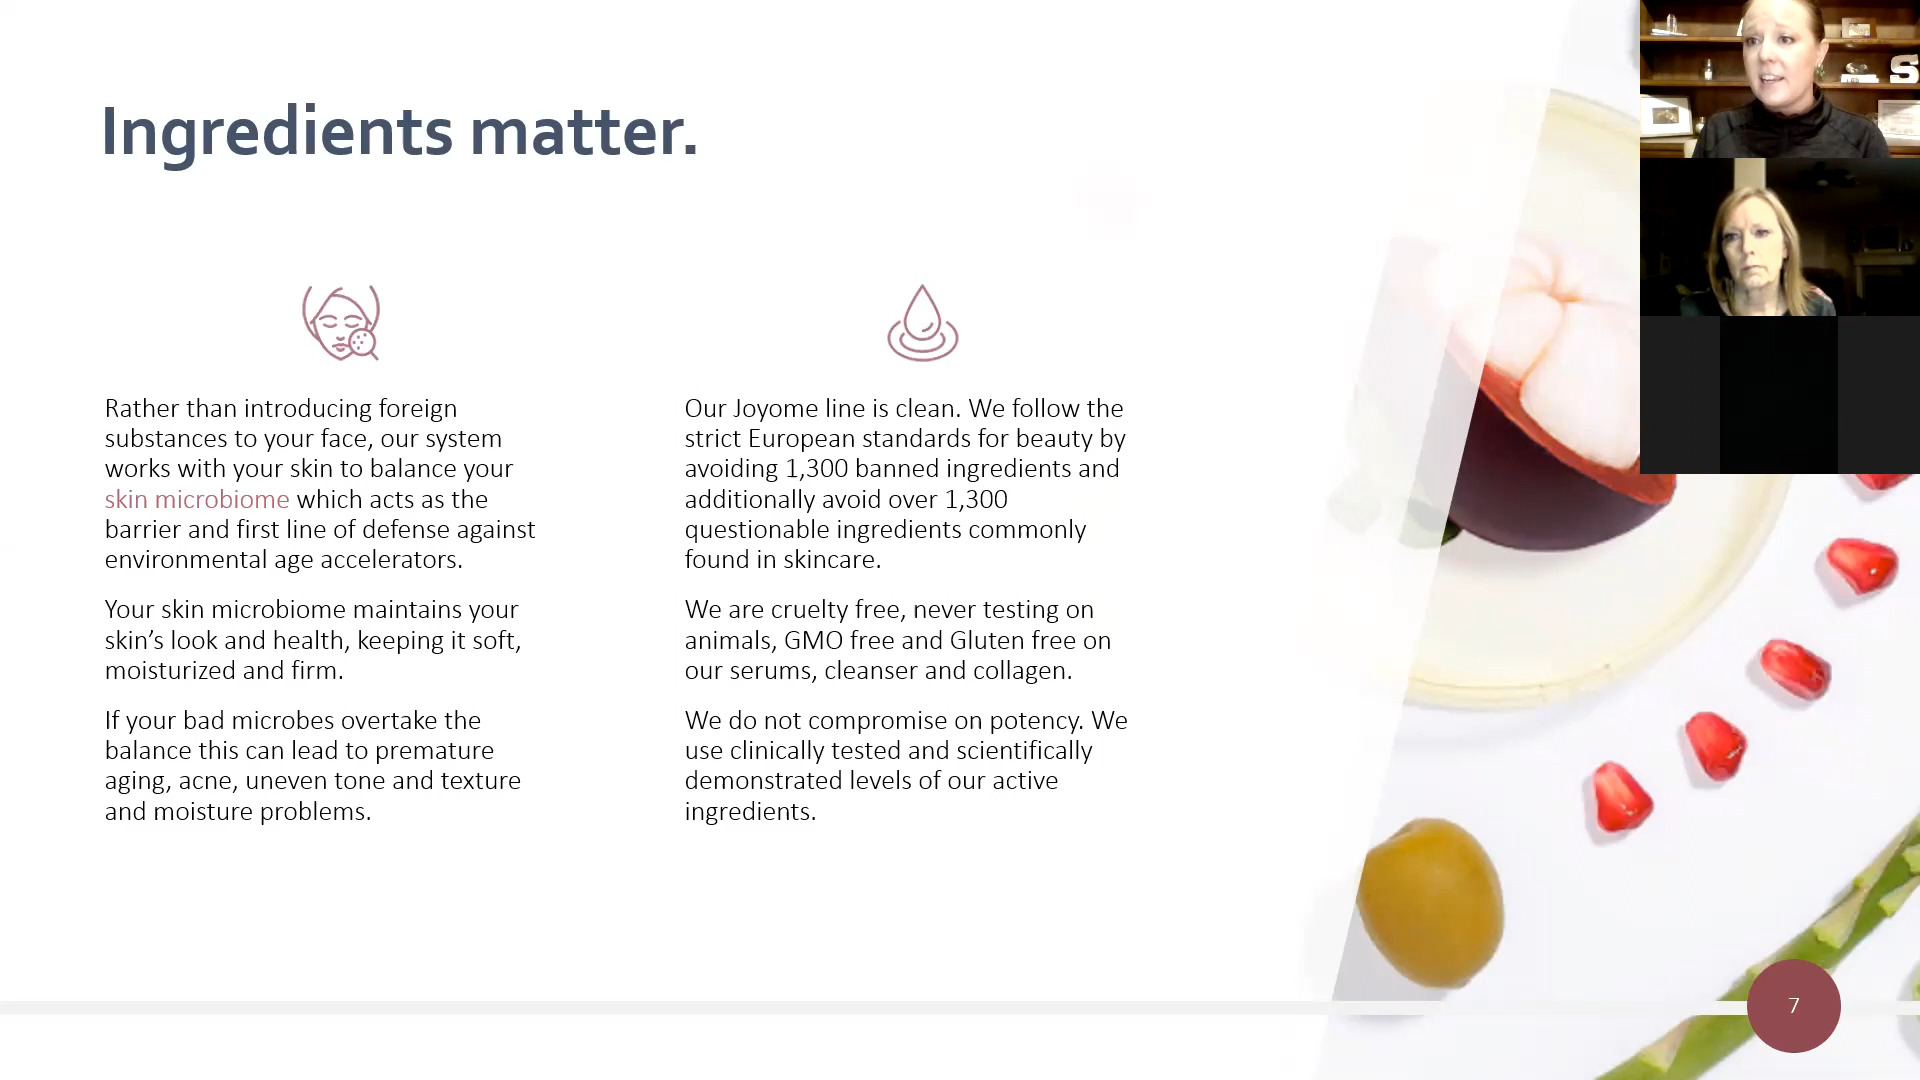 Ingredients matter.
Rather than introducing foreign
substances to your face, our system
works with your skin to balance your
skin microbiome which acts as the
barrier and first line of defense against
environmental age accelerators.
Your skin microbiome maintains your
skin’s look and health, keeping it soft,
moisturized and firm.
If your bad microbes overtake the
balance this can lead to premature
aging, acne, uneven tone and texture
and moisture problems.
Our Joyome line is clean. We follow the
strict European standards for beauty by
avoiding 1,300 banned ingredients and
additionally avoid over 1,300
questionable ingredients commonly
found in skincare.
We are cruelty free, never testing on
animals, GMO free and Gluten free on
our serums, cleanser and collagen.
We do not compromise on potency. We
use clinically tested and scientifically
demonstrated levels of our active
ingredients.
S
7